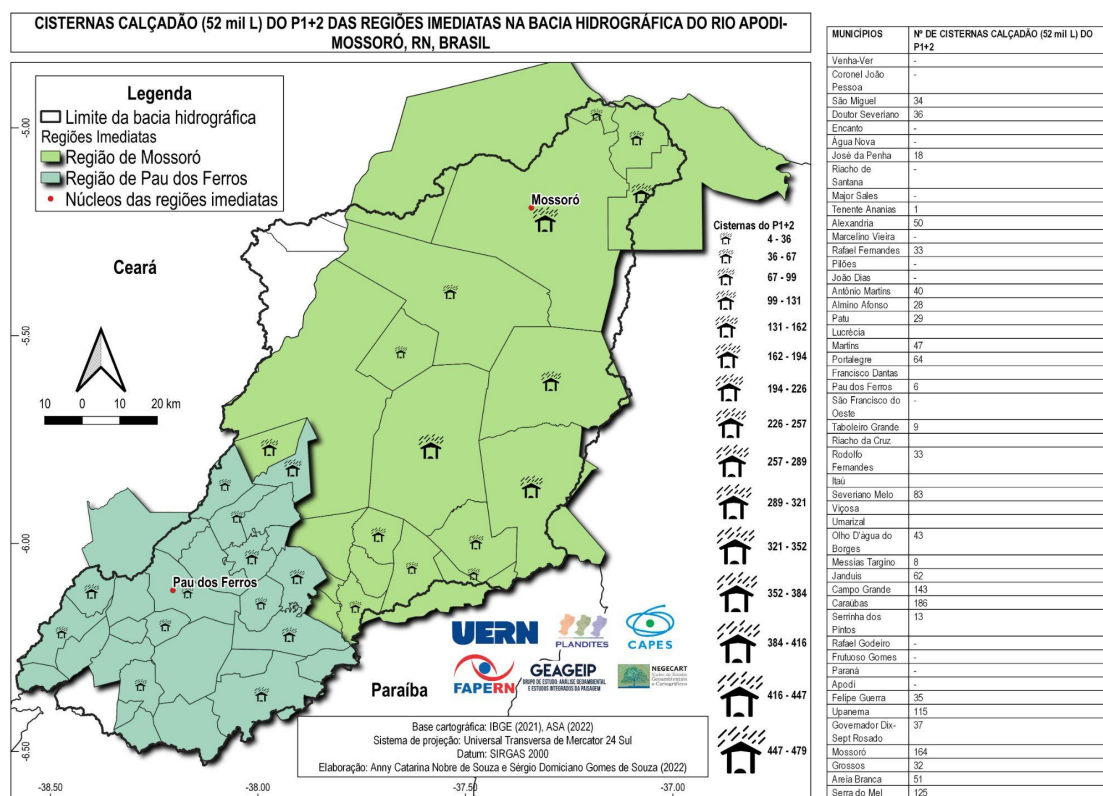 CISTERNAS CALÇADÃO (52 mil L) DO P1+2 DAS REGIÕES IMEDIATAS NA BACIA HIDROGRÁFICA DO RIO APODI-
MOSSORÓ, RN, BRASIL
Legenda
Limite da bacia hidrográfica
Regiões Imediatas
Região de Mossoró
Região de Pau dos Ferros
Núcleos das regiões imediatas
-5.00
-5.50
-6.00
-6.50
Mossoró
Ceará
10 0 10 20 km
Pau dos Ferros
Paraíba
Cisternas do P1+2
4 - 36
36 - 67
67 - 99
99 - 131
131 - 162
162 - 194
194 - 226
226 - 257
257 - 289
289 - 321
321 - 352
352 - 384
384 - 416
416 - 447
447 - 479
UERN
PLANDITES
CAPES
FAPERN
GEAGEIP
GRUPO DE ESTUDO: ANÁLISE GEOAMBIENTAL
E ESTUDOS INTEGRADOS DA PAISAGEM
NEGECART
Base cartográfica: IBGE (2021), ASA (2022)
Sistema de projeção: Universal Transversa de Mercator 24 Sul
Datum: SIRGAS 2000
Elaboração: Anny Catarina Nobre de Souza e Sérgio Domiciano Gomes de Souza (2022)
-38.50 -38.00 -37.50 -37.00
MUNICÍPIOS Nº DE CISTERNAS CALÇADÃO (52 mil L) DO
P1+2
Venha-Ver -
Coronel João -
Pessoa
São Miguel 34
Doutor Severiano 36
Encanto -
Água Nova -
José da Penha 18
Riacho de -
Santana
Major Sales -
Tenente Ananias 1
Alexandria 50
Marcelino Vieira -
Rafael Fernandes 33
Pilões -
João Dias -
Antônio Martins 40
Almino Afonso 28
Patu 29
Lucrécia
Martins 47
Portalegre 64
Francisco Dantas
Pau dos Ferros 6
São Francisco do -
Oeste
Taboleiro Grande 9
Riacho da Cruz
Rodolfo 33
Fernandes
Itaú
Severiano Melo 83
Viçosa
Umarizal
Olho D'água do 43
Borges
Messias Targino 8
Janduís 62
Campo Grande 143
Caraúbas 186
Serrinha dos 13
Pintos
Rafael Godeiro -
Frutuoso Gomes -
Paraná -
Apodi -
Felipe Guerra 35
Upanema 115
Governador Dix- 37
Sept Rosado
Mossoró 164
Grossos 32
Areia Branca 51
Serra do Mel 125